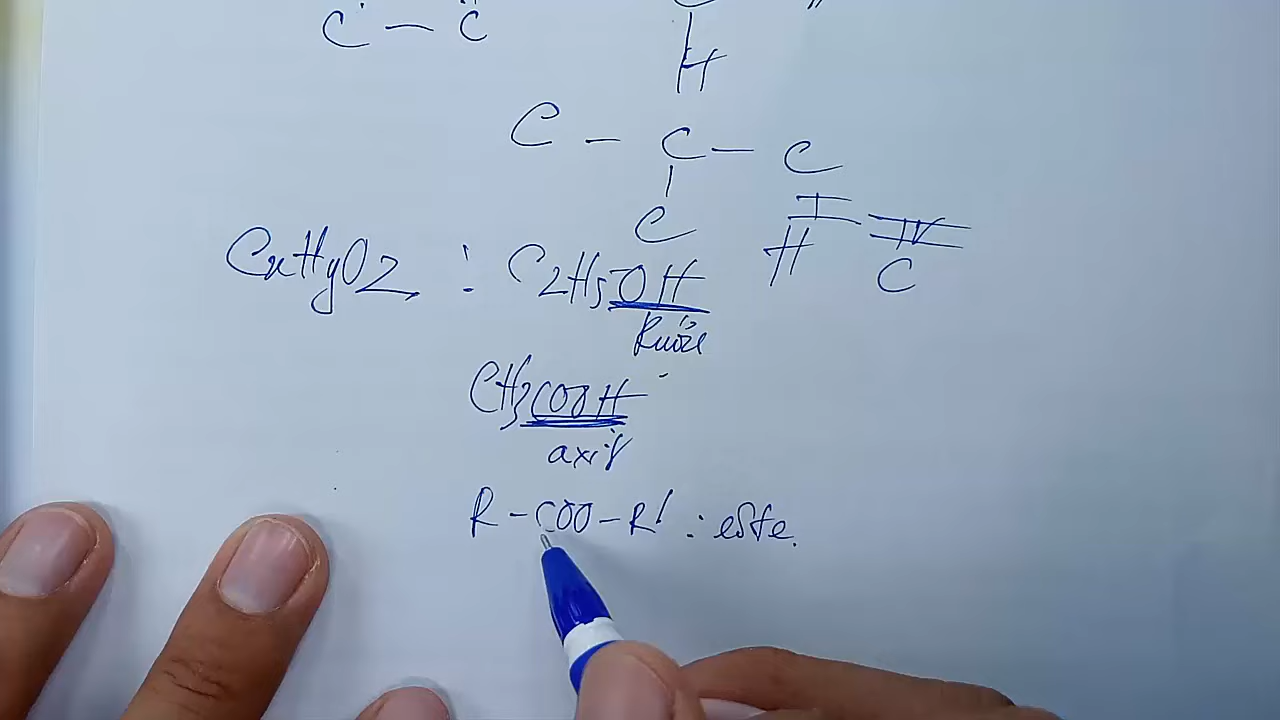 C — C
H
C – C – C
C
H C
CxHyOz : C2H5OH
Rượu
CH3COOH
axit
R – COO – R' : este.